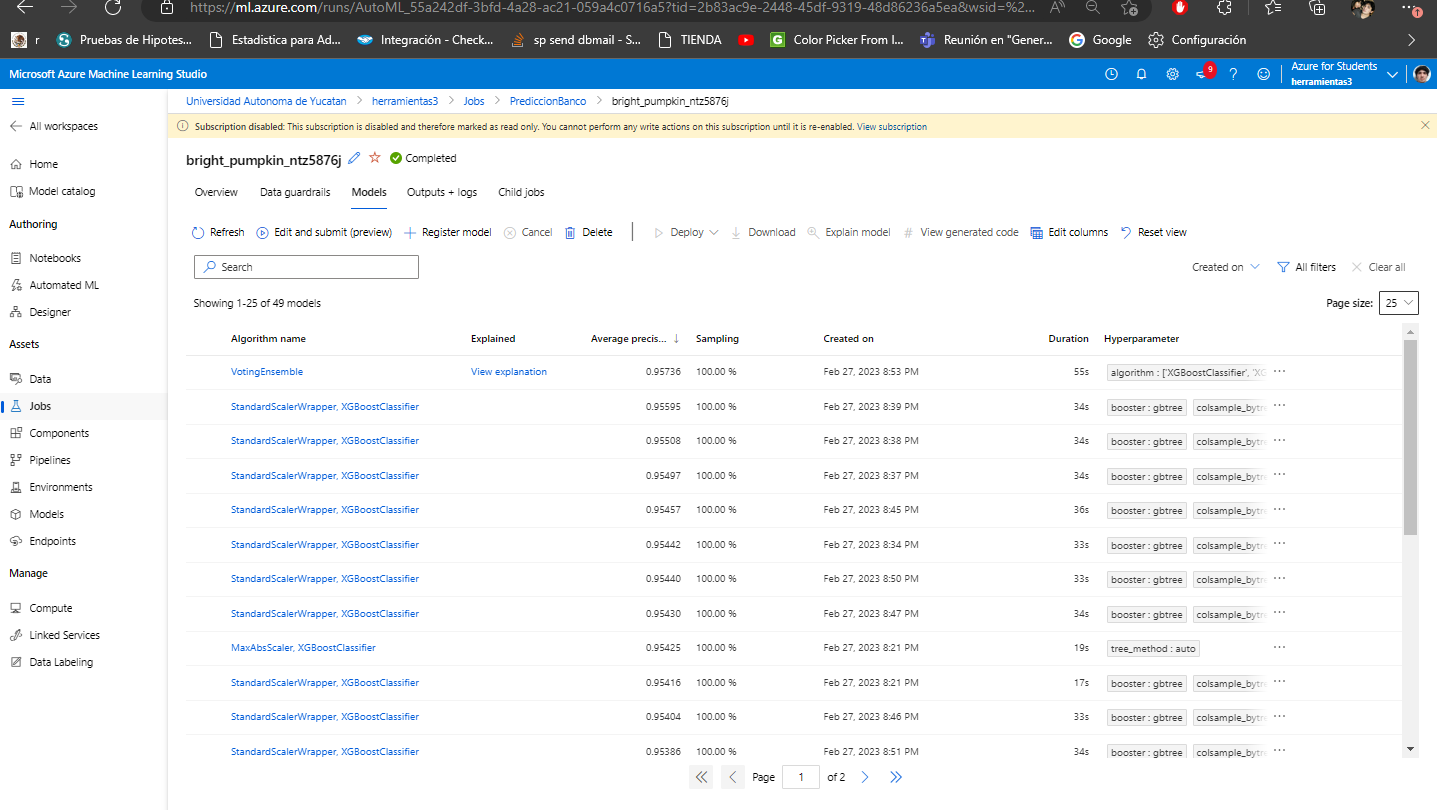 https://ml.azure.com/runs/AutoML_55a242df-3bfd-4a28-ac21-059a4c0716a5?tid=2b83ac9e-2448-45df-9319-48d86236a5ea&wsid=%2...
r Pruebas de Hipotes... Estadistica para Ad... Integración - Check... sp send dbmail - S... TIENDA Color Picker From I... Reunión en "Gener... Google Configuración
Microsoft Azure Machine Learning Studio 9 ? Azure for Students
herramientas3
Universidad Autonoma de Yucatan > herramientas3 > Jobs > PrediccionBanco > bright_pumpkin_ntz5876j
All workspaces
Subscription disabled: This subscription is disabled and therefore marked as read only. You cannot perform any write actions on this subscription until it is re-enabled. View subscription
Home
Model catalog
Authoring
Notebooks
Automated ML
Designer
Assets
Data
Jobs
Components
Pipelines
Environments
Models
Endpoints
Manage
Compute
Linked Services
Data Labeling
bright_pumpkin_ntz5876j Completed
Overview Data guardrails Models Outputs + logs Child jobs
Refresh Edit and submit (preview) Register model Cancel Delete Deploy Download Explain model # View generated code Edit columns Reset view
Search Created on All filters Clear all
Showing 1-25 of 49 models Page size: 25
Algorithm name Explained Average precis... ↓ Sampling Created on Duration Hyperparameter
VotingEnsemble View explanation 0.95736 100.00 % Feb 27, 2023 8:53 PM 55s algorithm : ['XGBoostClassifier', 'XG ...
StandardScalerWrapper, XGBoostClassifier 0.95595 100.00 % Feb 27, 2023 8:39 PM 34s booster : gbtree colsample_bytre ...
StandardScalerWrapper, XGBoostClassifier 0.95508 100.00 % Feb 27, 2023 8:38 PM 34s booster : gbtree colsample_bytre ...
StandardScalerWrapper, XGBoostClassifier 0.95497 100.00 % Feb 27, 2023 8:37 PM 34s booster : gbtree colsample_bytre ...
StandardScalerWrapper, XGBoostClassifier 0.95457 100.00 % Feb 27, 2023 8:45 PM 36s booster : gbtree colsample_bytre ...
StandardScalerWrapper, XGBoostClassifier 0.95442 100.00 % Feb 27, 2023 8:34 PM 33s booster : gbtree colsample_bytre ...
StandardScalerWrapper, XGBoostClassifier 0.95440 100.00 % Feb 27, 2023 8:50 PM 33s booster : gbtree colsample_bytre ...
StandardScalerWrapper, XGBoostClassifier 0.95430 100.00 % Feb 27, 2023 8:47 PM 34s booster : gbtree colsample_bytre ...
MaxAbsScaler, XGBoostClassifier 0.95425 100.00 % Feb 27, 2023 8:21 PM 19s tree_method : auto ...
StandardScalerWrapper, XGBoostClassifier 0.95416 100.00 % Feb 27, 2023 8:21 PM 17s booster : gbtree colsample_bytre ...
StandardScalerWrapper, XGBoostClassifier 0.95404 100.00 % Feb 27, 2023 8:46 PM 33s booster : gbtree colsample_bytre ...
StandardScalerWrapper, XGBoostClassifier 0.95386 100.00 % Feb 27, 2023 8:51 PM 34s booster : gbtree colsample_bytre ...
Page 1 of 2